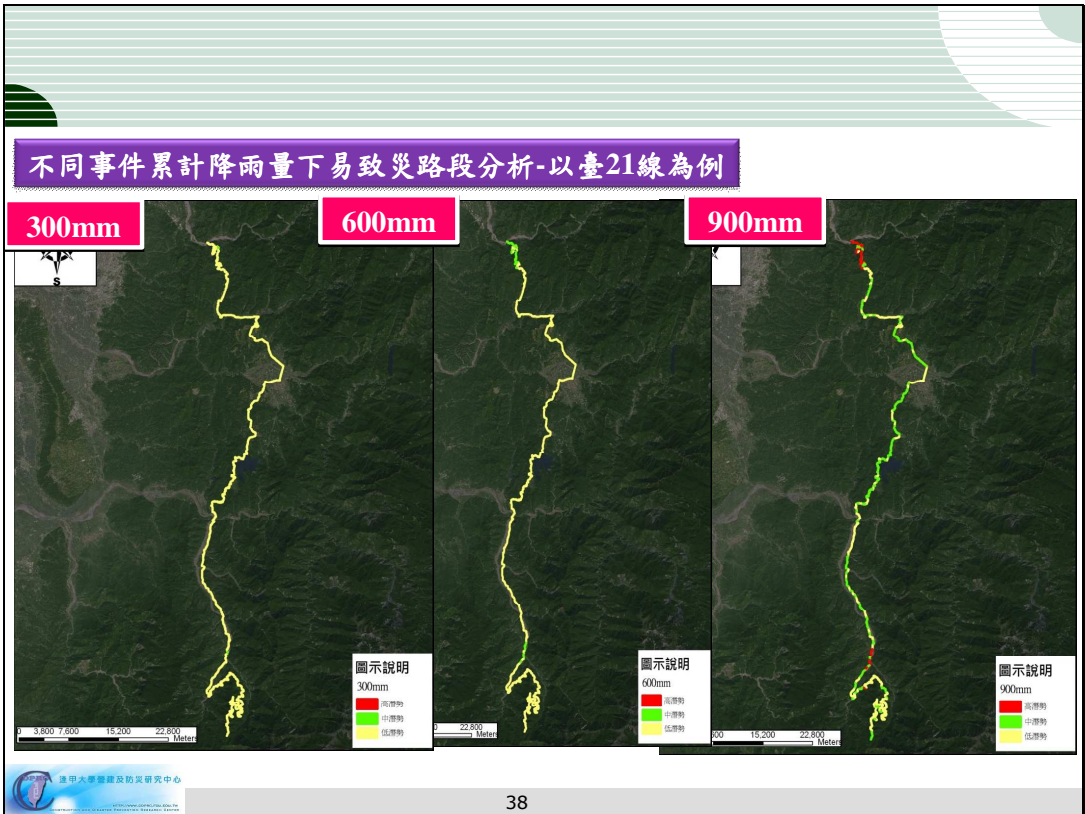 不同事件累計降雨量下易致災路段分析-以臺21線為例
300mm
600mm
900mm
S
圖示說明
300mm
高潛勢
中潛勢
低潛勢
0 3,800 7,600 15,200 22,800
Meters
圖示說明
600mm
高潛勢
中潛勢
低潛勢
22,800
Meters
圖示說明
900mm
高潛勢
中潛勢
低潛勢
15,200 22,800
Meters
逢甲大學營建及防災研究中心
38